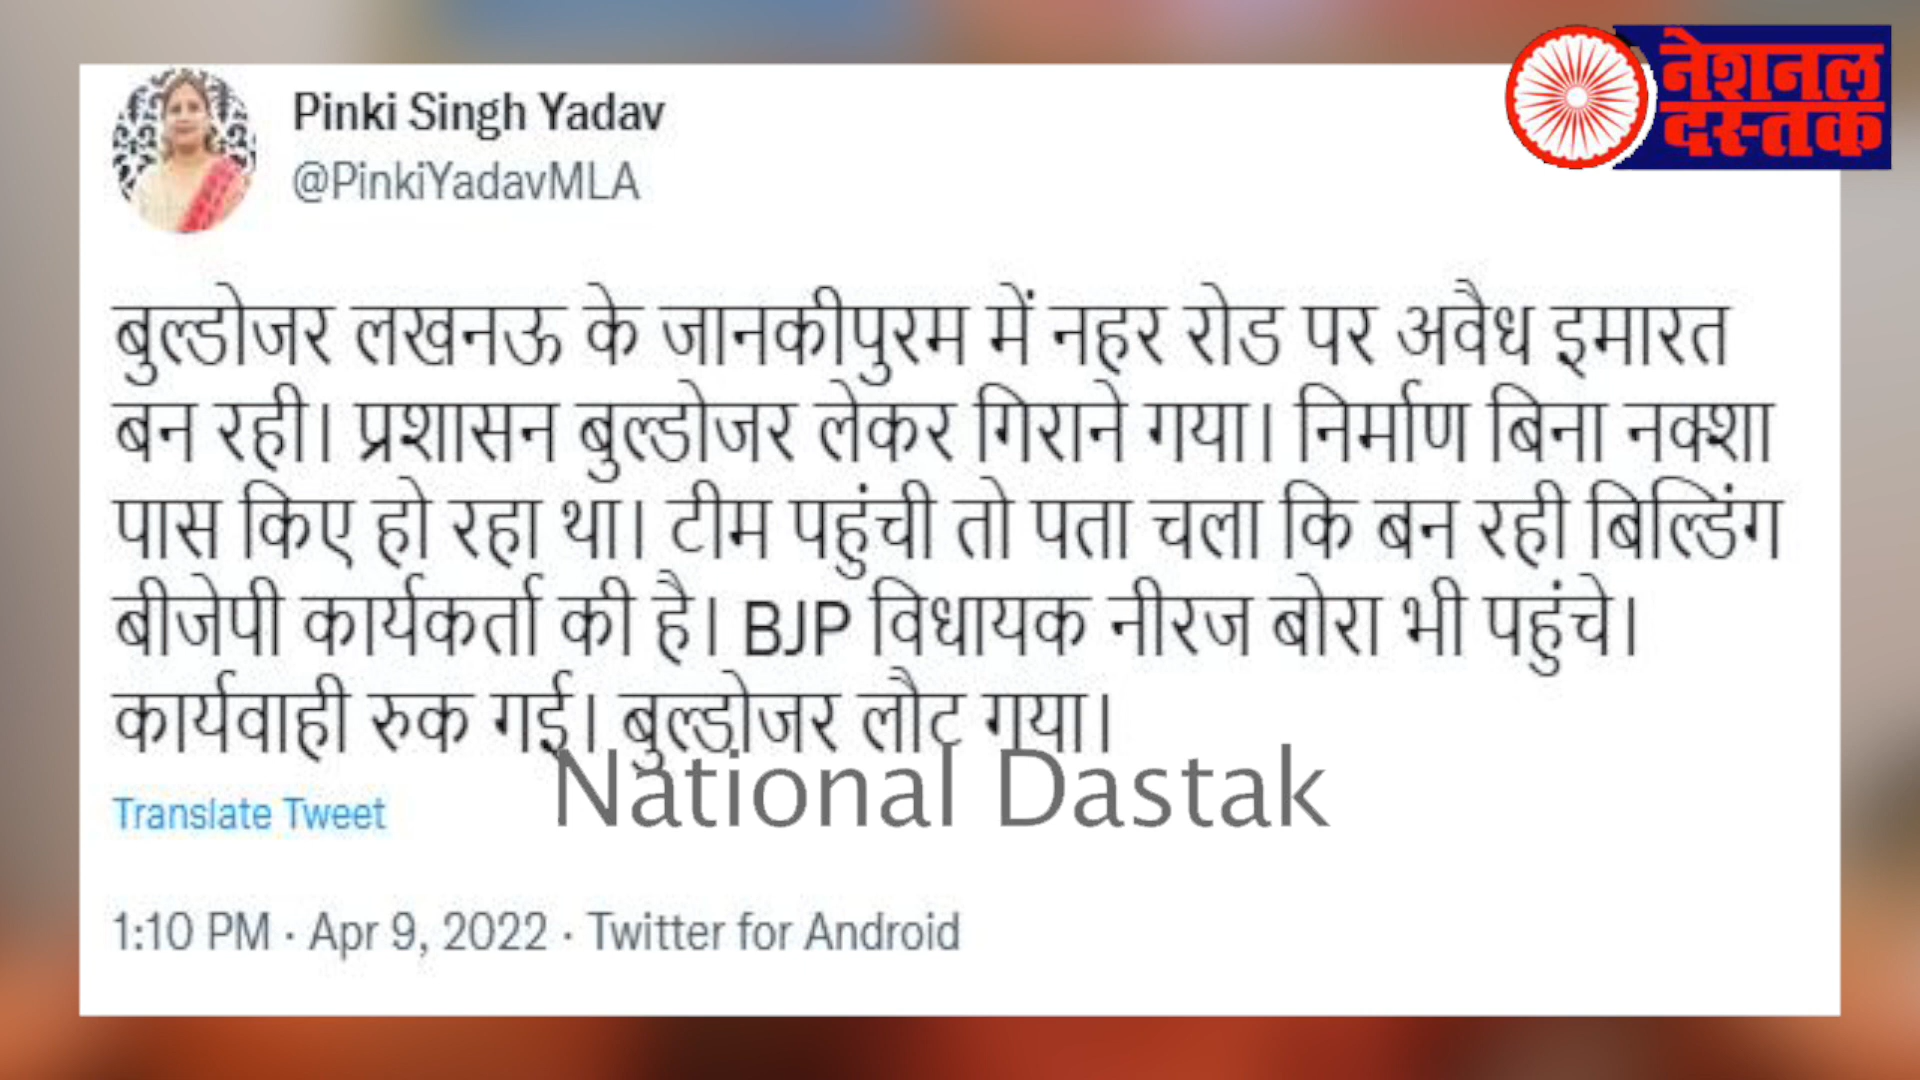 नेशनल
दस्तक
Pinki Singh Yadav
@PinkiYadavMLA
बुल्डोजर लखनऊ के जानकीपुरम में नहर रोड पर अवैध इमारत
बन रही। प्रशासन बुल्डोजर लेकर गिराने गया। निर्माण बिना नक्शा
पास किए हो रहा था। टीम पहुंची तो पता चला कि बन रही बिल्डिंग
बीजेपी कार्यकर्ता की है। BJP विधायक नीरज बोरा भी पहुंचे।
कार्यवाही रुक गई। बुल्डोजर लौट गया।
National Dastak
Translate Tweet
1:10 PM · Apr 9, 2022 · Twitter for Android